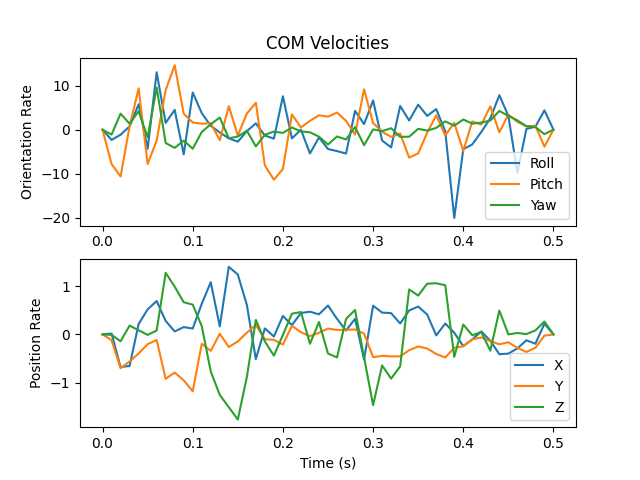 COM Velocities
Orientation Rate
10
0
−10
−20
Roll
Pitch
Yaw
0.0 0.1 0.2 0.3 0.4 0.5
Position Rate
1
0
−1
X
Y
Z
0.0 0.1 0.2 0.3 0.4 0.5
Time (s)